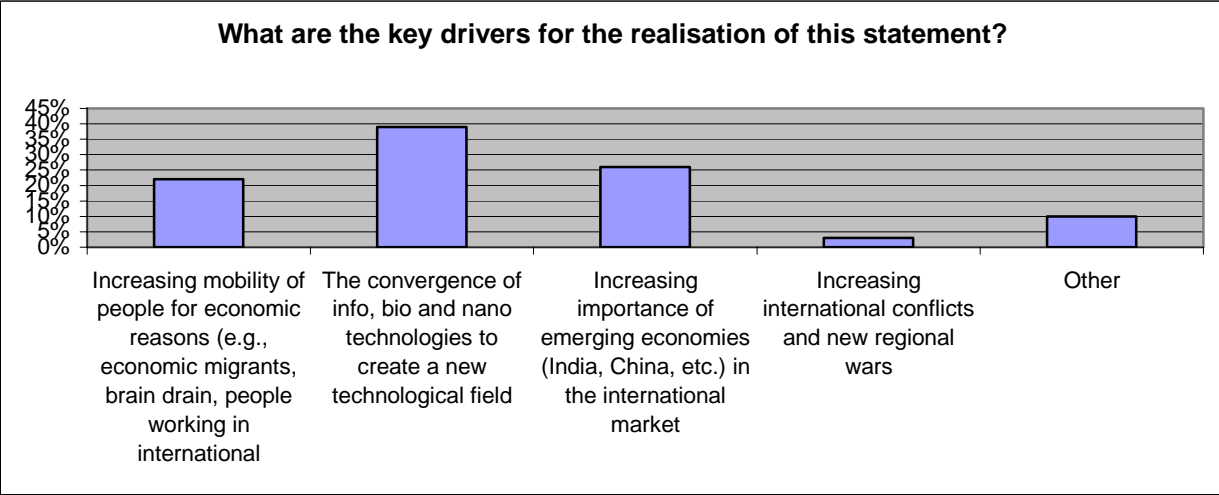 What are the key drivers for the realisation of this statement?
45%
40%
35%
30%
25%
20%
15%
10%
5%
0%
Increasing mobility of
people for economic
reasons (e.g.,
economic migrants,
brain drain, people
working in
international
The convergence of
info, bio and nano
technologies to
create a new
technological field
Increasing
importance of
emerging economies
(India, China, etc.) in
the international
market
Increasing
international conflicts
and new regional
wars
Other